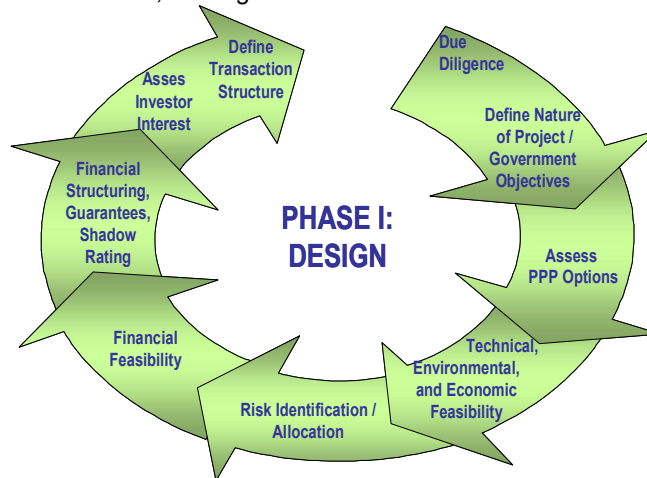 Due
Diligence
Define Nature
of Project /
Government
Objectives
Assess
PPP Options
Technical,
Environmental,
and Economic
Feasibility
Risk Identification /
Allocation
Financial
Feasibility
Financial
Structuring,
Guarantees,
Shadow
Rating
Asses
Investor
Interest
Define
Transaction
Structure
PHASE I:
DESIGN